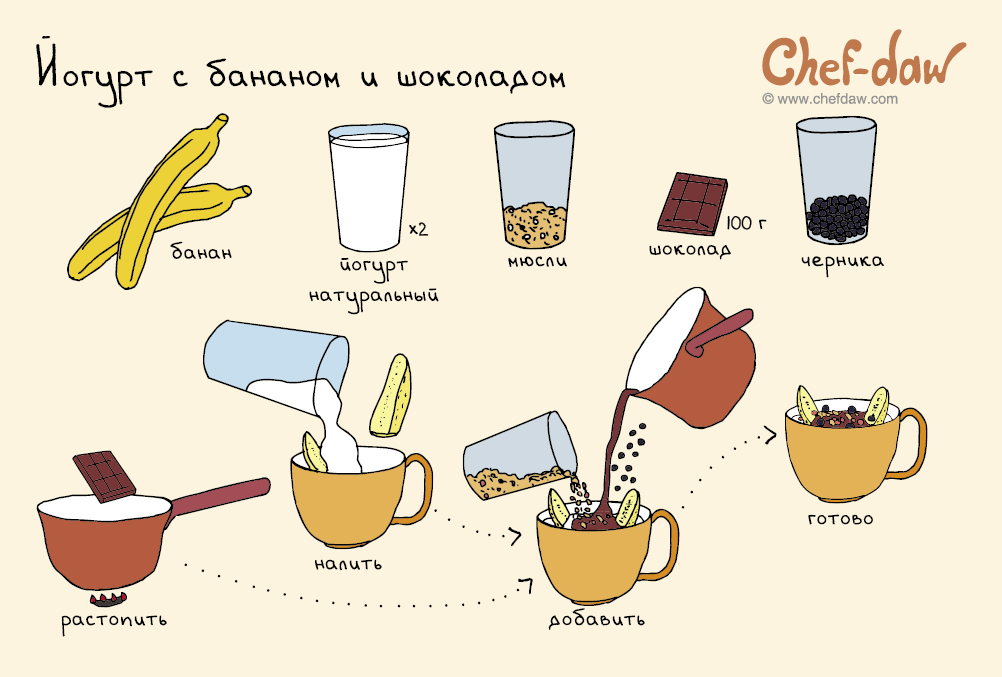 Йогурт с бананом и шоколадом
Chef-daw
© www.chefdaw.com
банан
x2
йогурт
натуральный
мюсли
100 г
шоколад
черника
растопить
налить
добавить
готово